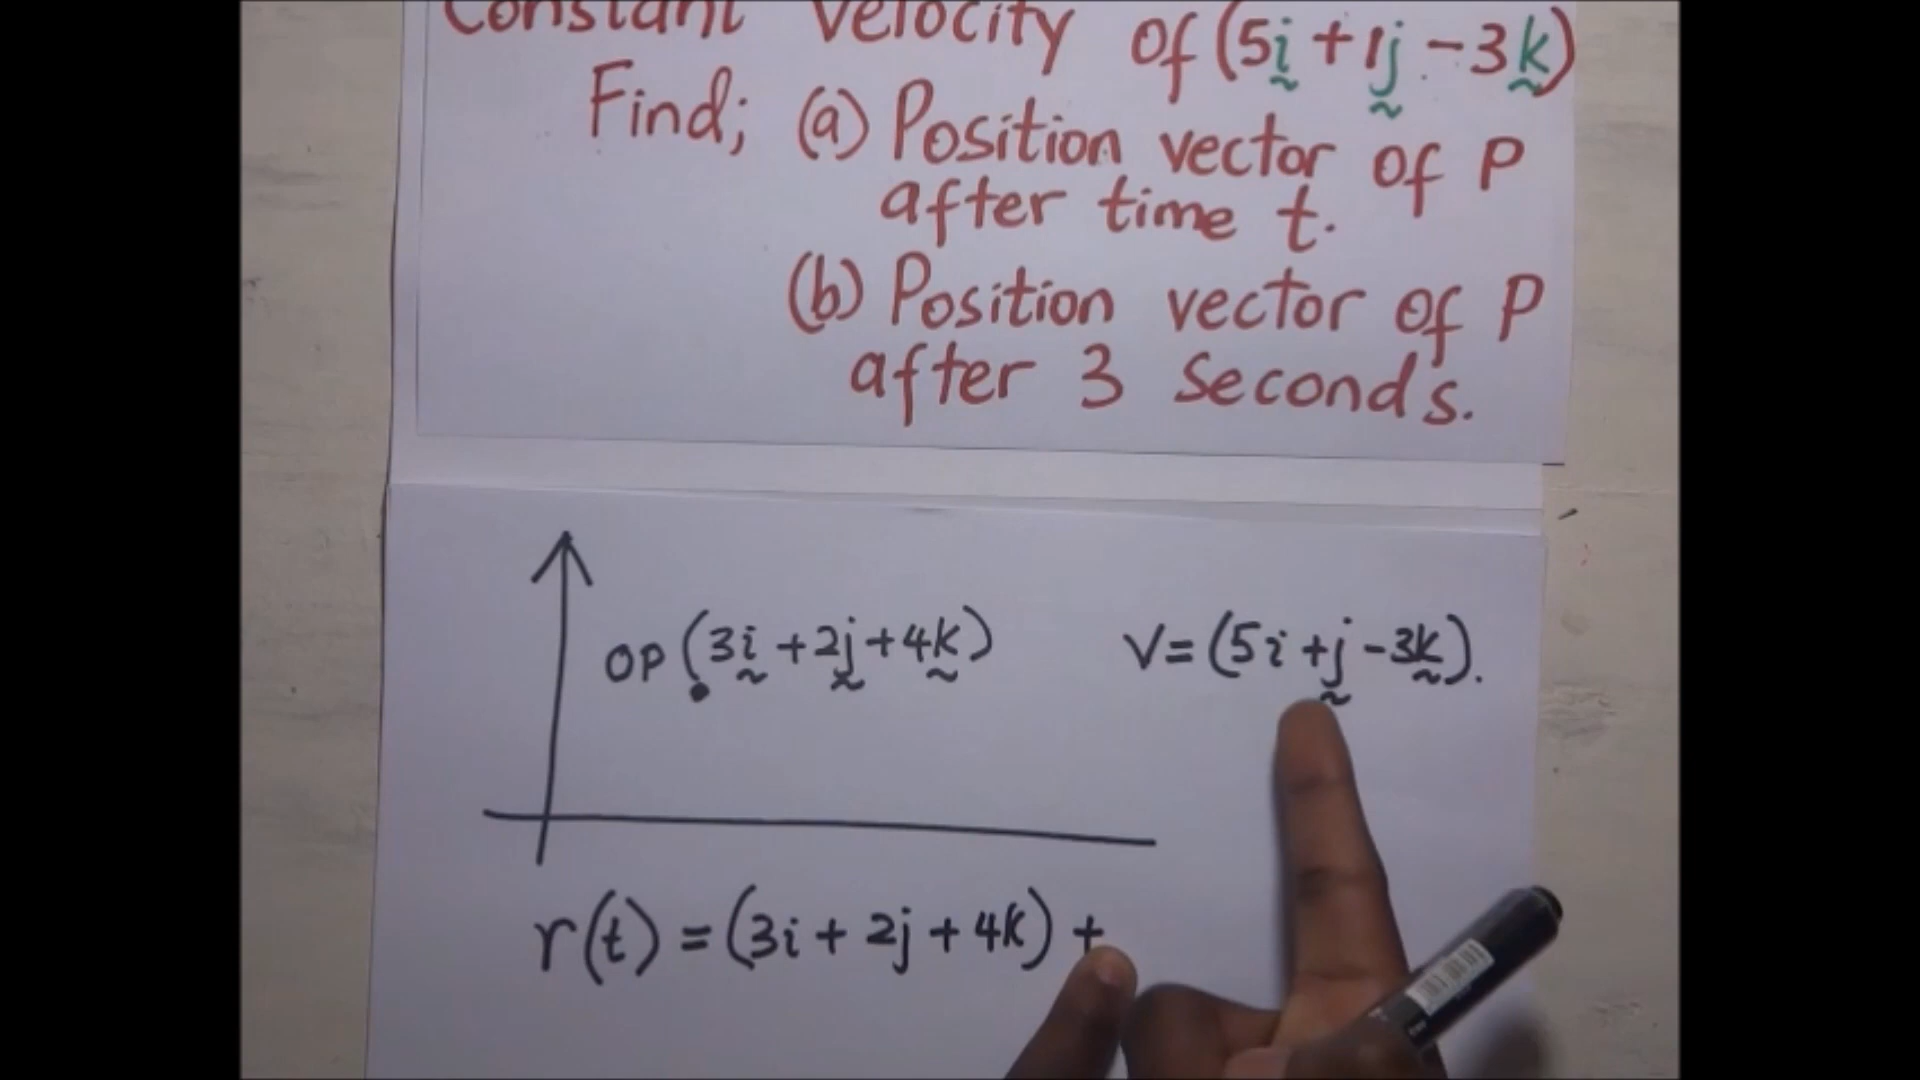 Constant velocity of (5i + 1j - 3k)
Find; (a) Position vector of P
after time t.
(b) Position vector of P
after 3 seconds.
OP (3i + 2j + 4k)
V = (5i + j - 3k).
r(t) = (3i + 2j + 4k) +